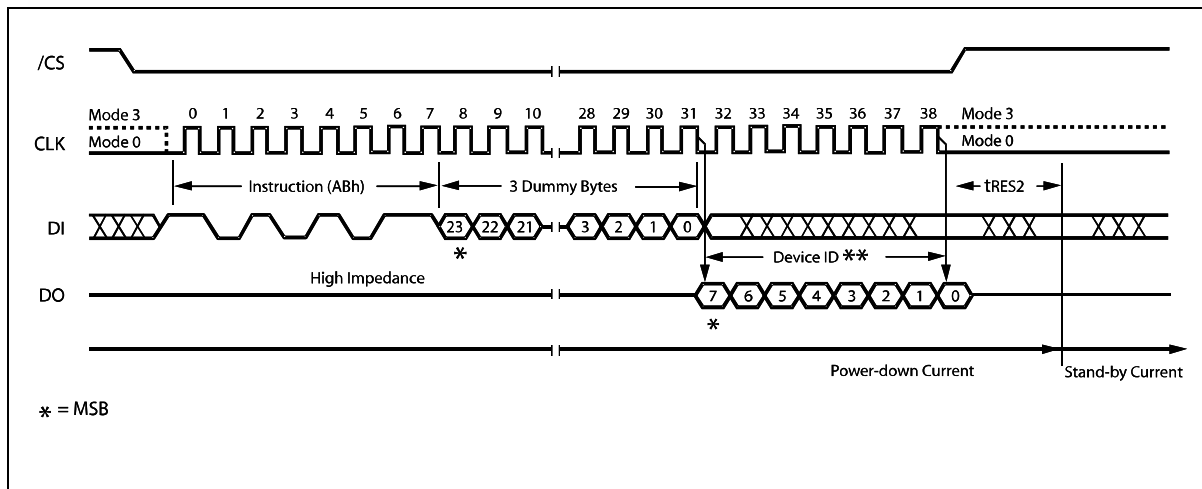 /CS
Mode 3 0 1 2 3 4 5 6 7 8 9 10 28 29 30 31 32 33 34 35 36 37 38 Mode 3
CLK Mode 0 Mode 0
Instruction (ABh) 3 Dummy Bytes tRES2
DI 23 22 21 3 2 1 0
* Device ID **
High Impedance
DO 7 6 5 4 3 2 1 0
*
Power-down Current Stand-by Current
* = MSB